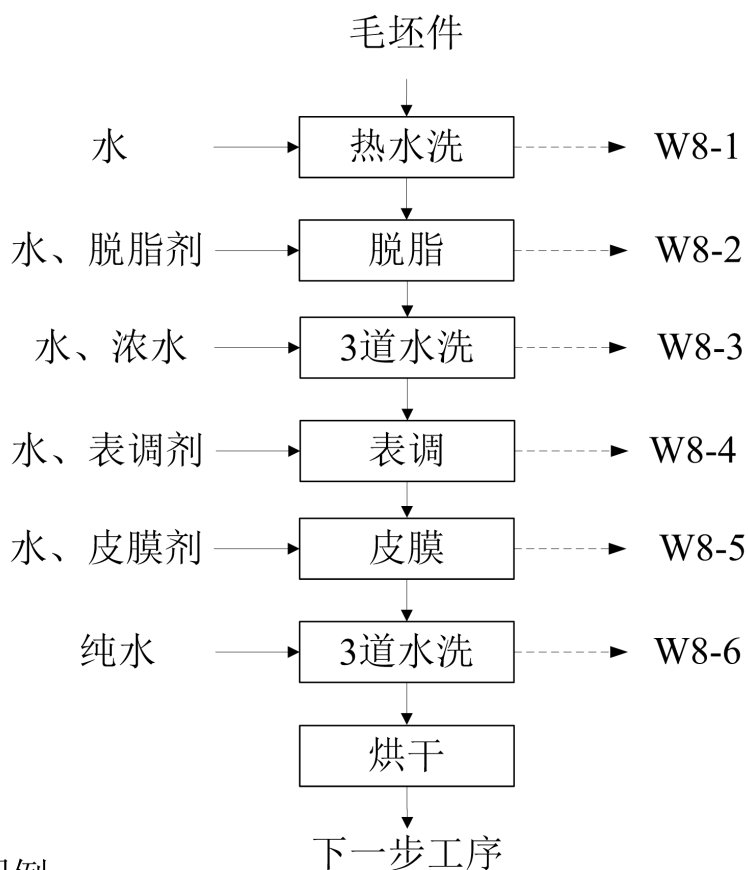 毛坯件
水 热水洗 W8-1
水、脱脂剂 脱脂 W8-2
水、浓水 3道水洗 W8-3
水、表调剂 表调 W8-4
水、皮膜剂 皮膜 W8-5
纯水 3道水洗 W8-6
烘干
下一步工序